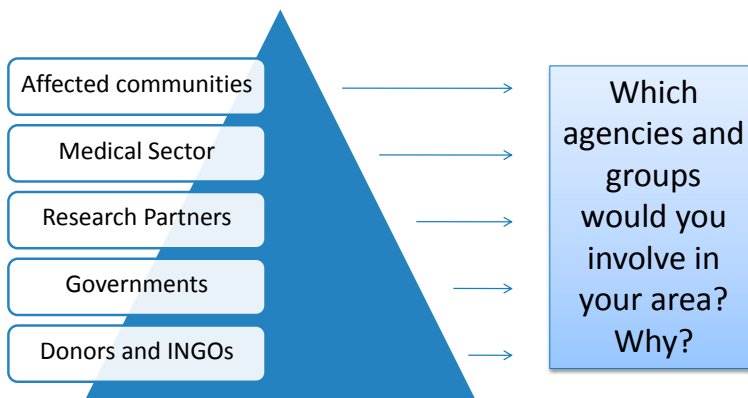 Affected communities
Medical Sector
Research Partners
Governments
Donors and INGOs
Which
agencies and
groups
would you
involve in
your area?
Why?